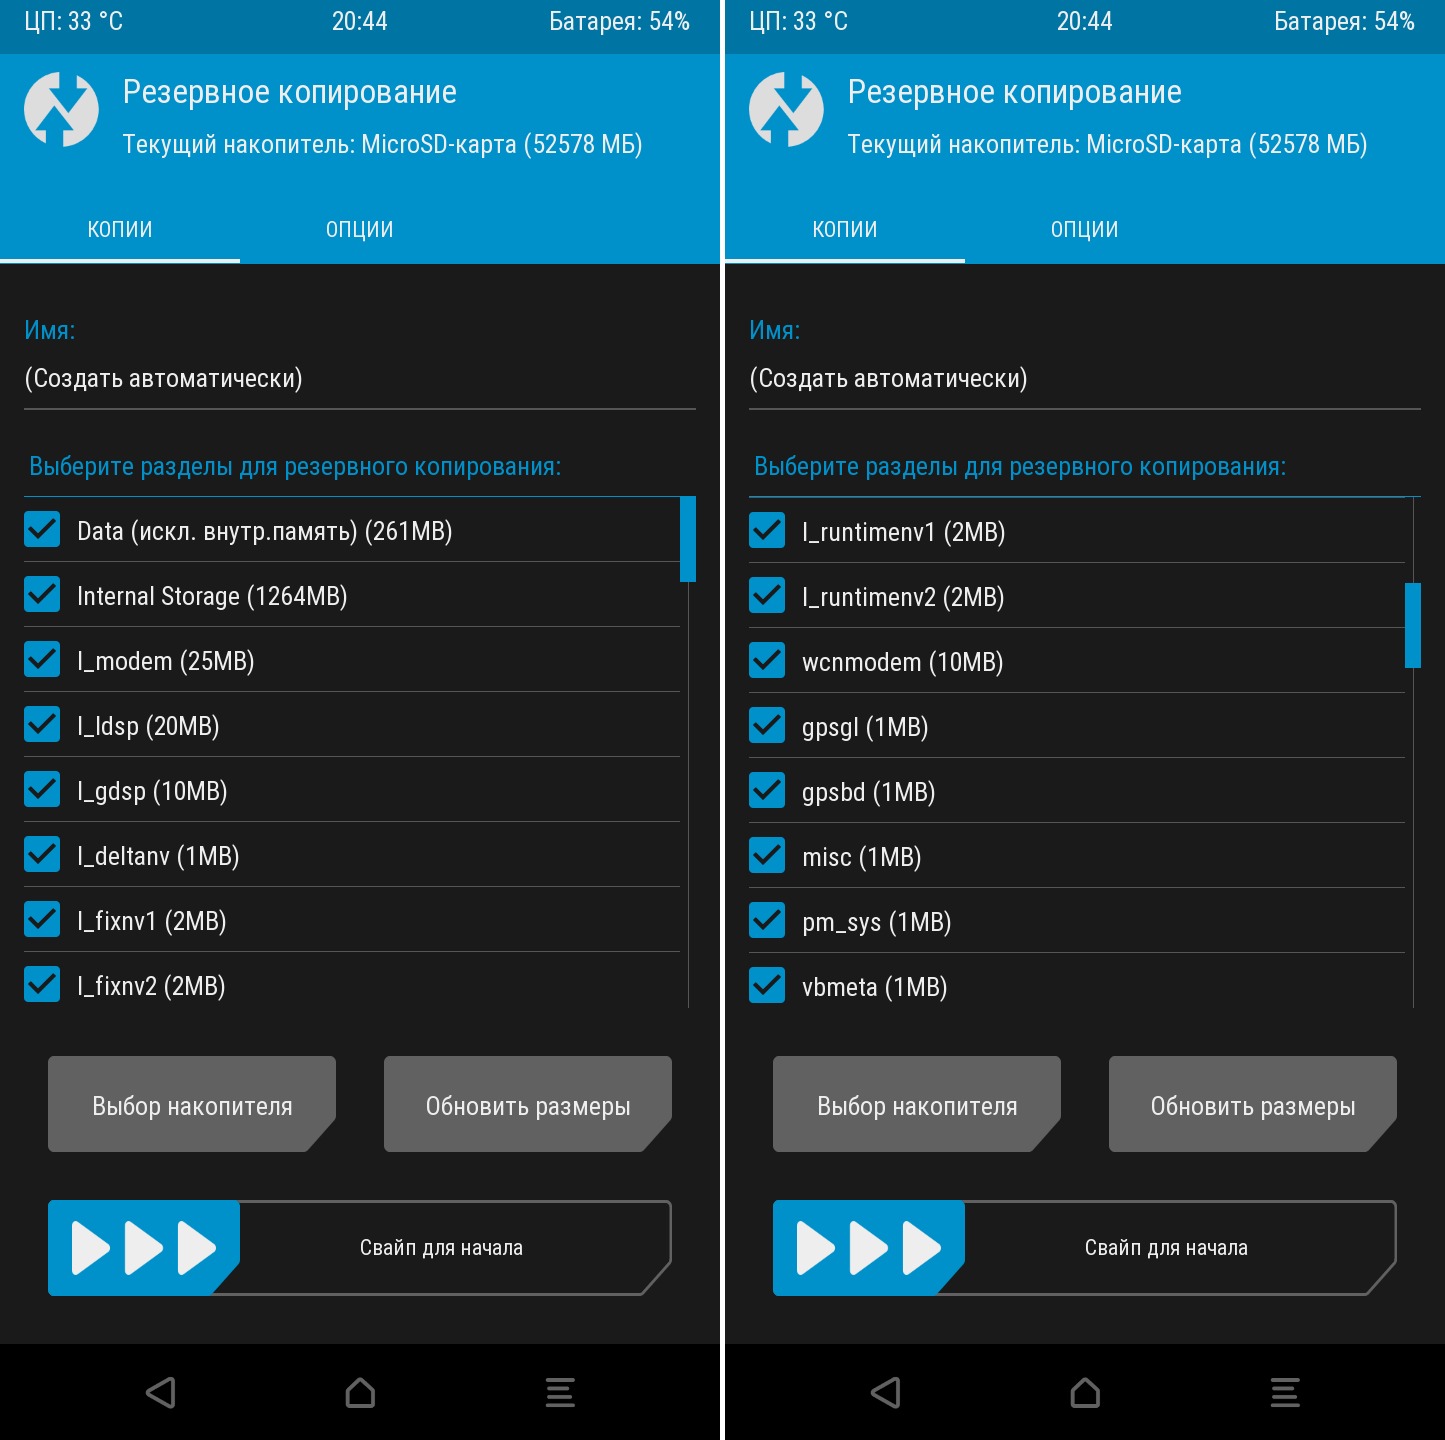 ЦП: 33 °C
20:44
Батарея: 54%
Резервное копирование
Текущий накопитель: MicroSD-карта (52578 МБ)
КОПИИ
ОПЦИИ
Имя:
(Создать автоматически)
Выберите разделы для резервного копирования:
Data (искл. внутр.память) (261MB)
Internal Storage (1264MB)
l_modem (25MB)
l_ldsp (20MB)
l_gdsp (10MB)
l_deltanv (1MB)
l_fixnv1 (2MB)
l_fixnv2 (2MB)
Выбор накопителя
Обновить размеры
Свайп для начала
ЦП: 33 °C
20:44
Батарея: 54%
Резервное копирование
Текущий накопитель: MicroSD-карта (52578 МБ)
КОПИИ
ОПЦИИ
Имя:
(Создать автоматически)
Выберите разделы для резервного копирования:
l_runtimenv1 (2MB)
l_runtimenv2 (2MB)
wcnmodem (10MB)
gpsgl (1MB)
gpsbd (1MB)
misc (1MB)
pm_sys (1MB)
vbmeta (1MB)
Выбор накопителя
Обновить размеры
Свайп для начала